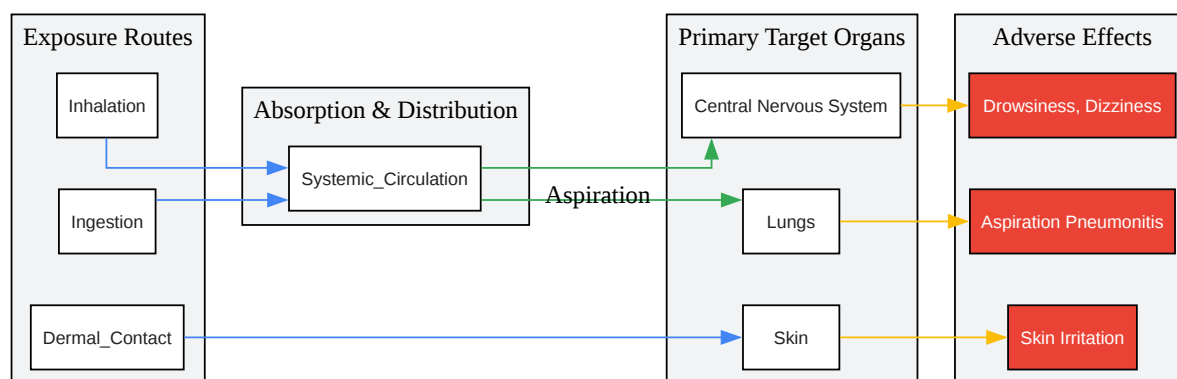 Exposure Routes
Inhalation
Ingestion
Dermal_Contact
Absorption & Distribution
Systemic_Circulation
Aspiration
Primary Target Organs
Central Nervous System
Lungs
Skin
Adverse Effects
Drowsiness, Dizziness
Aspiration Pneumonitis
Skin Irritation